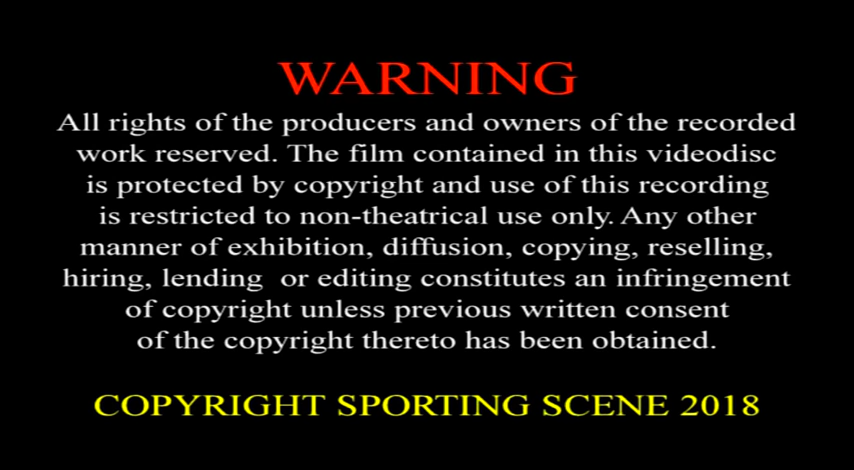 WARNING
All rights of the producers and owners of the recorded
work reserved. The film contained in this videodisc
is protected by copyright and use of this recording
is restricted to non-theatrical use only. Any other
manner of exhibition, diffusion, copying, reselling,
hiring, lending or editing constitutes an infringement
of copyright unless previous written consent
of the copyright thereto has been obtained.
COPYRIGHT SPORTING SCENE 2018